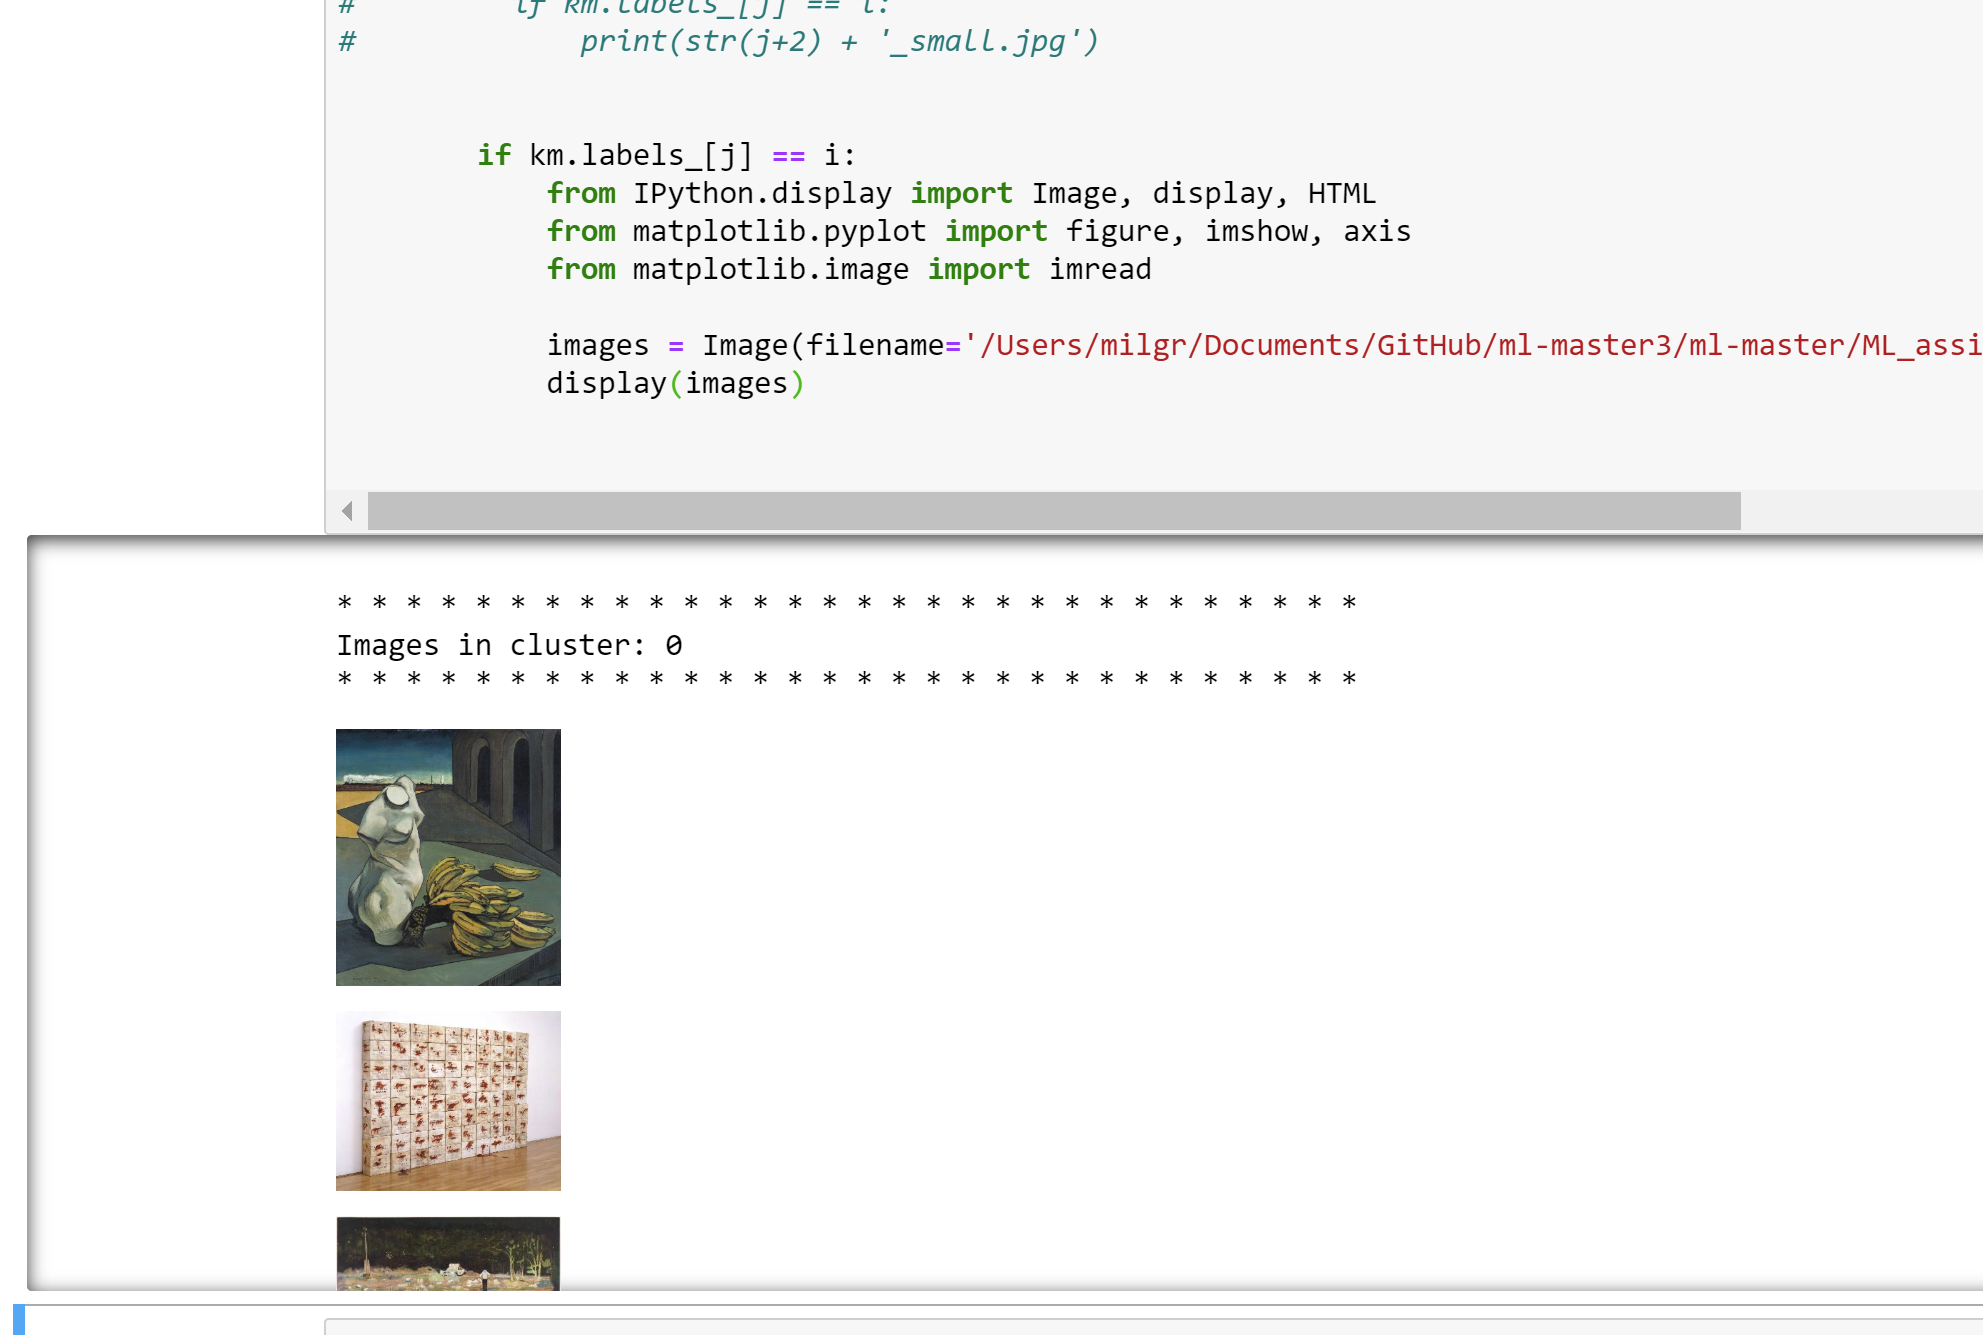 # if km.labels_[j] == i:
# print(str(j+2) + '_small.jpg')
if km.labels_[j] == i:
from IPython.display import Image, display, HTML
from matplotlib.pyplot import figure, imshow, axis
from matplotlib.image import imread
images = Image(filename='/Users/milgr/Documents/GitHub/ml-master3/ml-master/ML_assi
display(images)
* * * * * * * * * * * * * * * * * * * * * * * * * * * * * *
Images in cluster: 0
* * * * * * * * * * * * * * * * * * * * * * * * * * * * * *